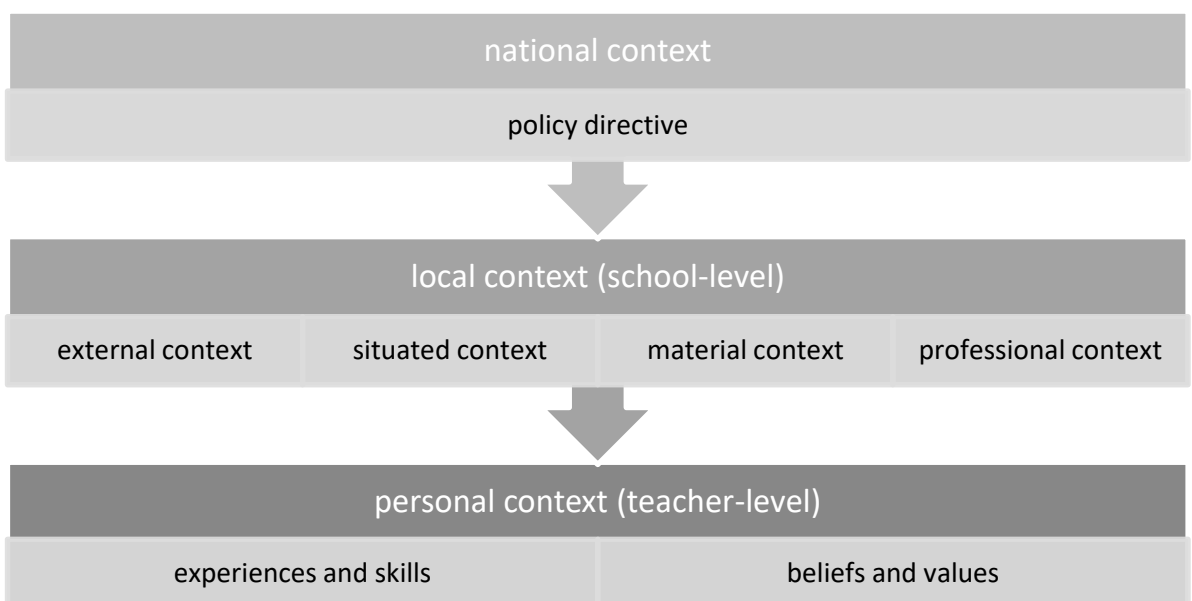 national context
policy directive
local context (school-level)
external context situated context material context professional context
personal context (teacher-level)
experiences and skills beliefs and values